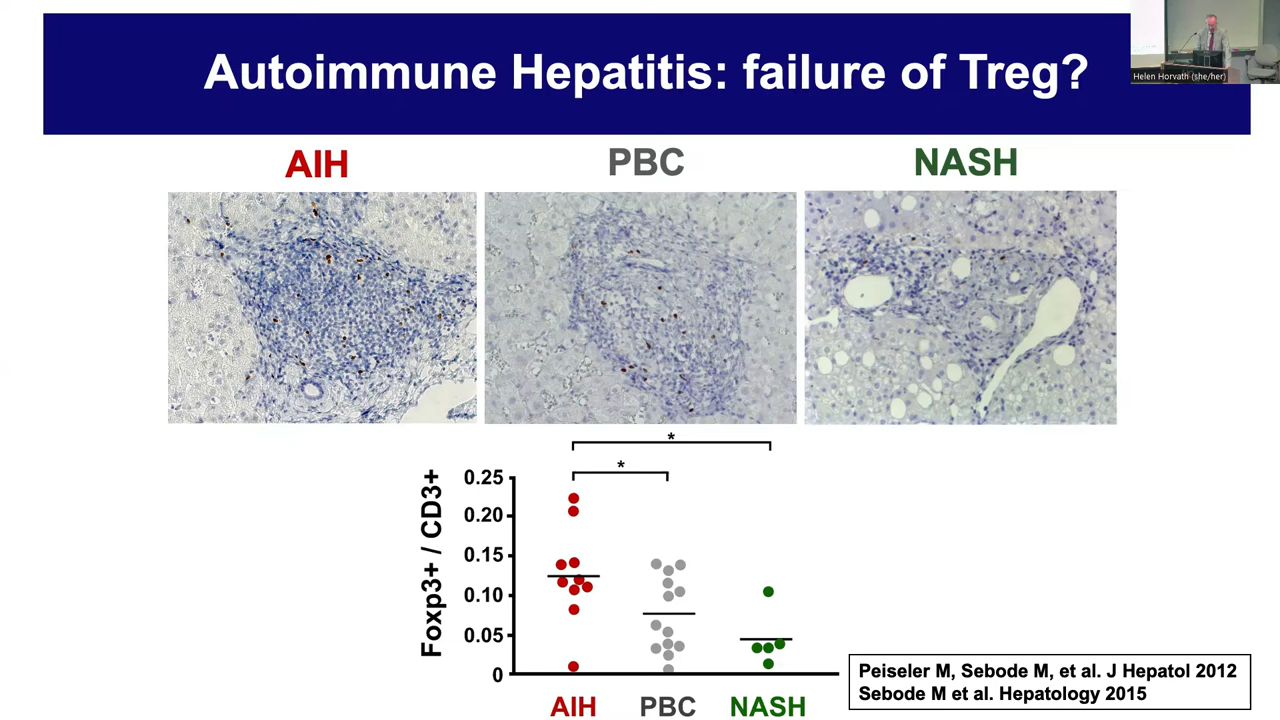 Autoimmune Hepatitis: failure of Treg?
Helen Horvath (she/her)
AIH
PBC
NASH
*
*
Foxp3+ / CD3+
0.25
0.20
0.15
0.10
0.05
0
AIH
PBC
NASH
Peiseler M, Sebode M, et al. J Hepatol 2012
Sebode M et al. Hepatology 2015